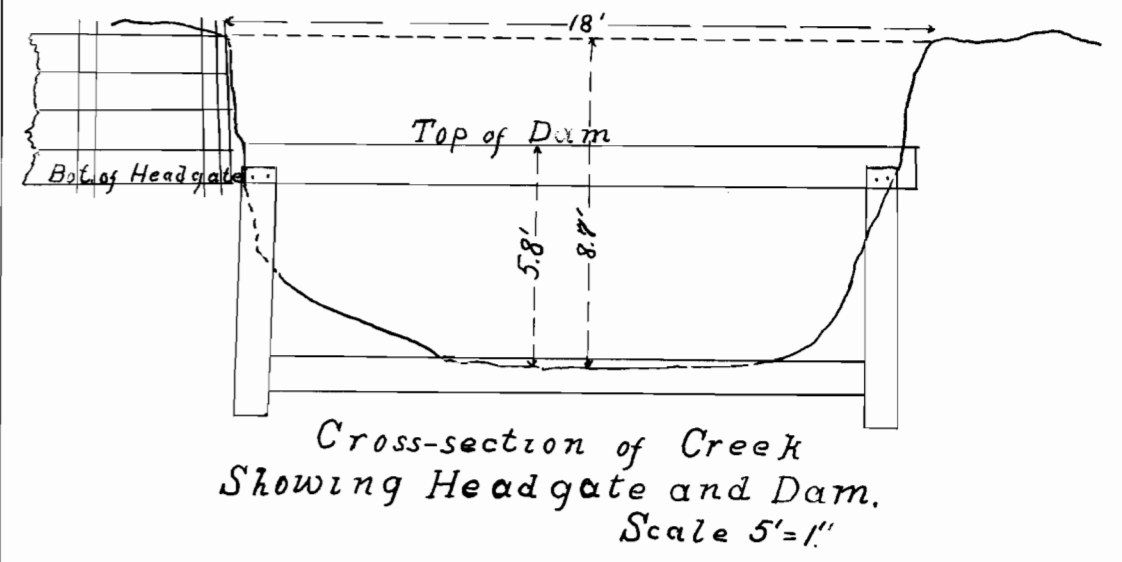 18'
Top of Dam
Bot. of Headgate
5.8'
8.8'
Cross-section of Creek
Showing Headgate and Dam.
Scale 5'=1"